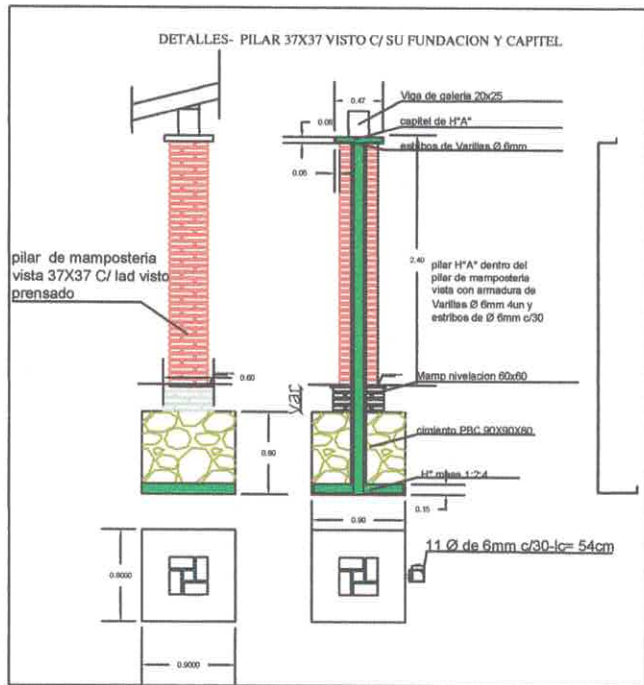 DETALLES- PILAR 37X37 VISTO C/ SU FUNDACION Y CAPITEL
0.47
Viga de galeria 20x25
capitel de H"A"
0.08
estribos de Varillas Ø 6mm
0.05
2.40
pilar de mamposteria
vista 37X37 C/ lad visto
prensado
pilar H"A" dentro del
pilar de mamposteria
vista con armadura de
Varillas Ø 6mm 4un y
estribos de Ø 6mm c/30
0.60
Mamp nivelacion 60x60
var
cimiento PBC 90X90X80
0.80
H" masa 1:2:4
0.15
0.90
11 Ø de 6mm c/30-lc= 54cm
0.9000
0.9000